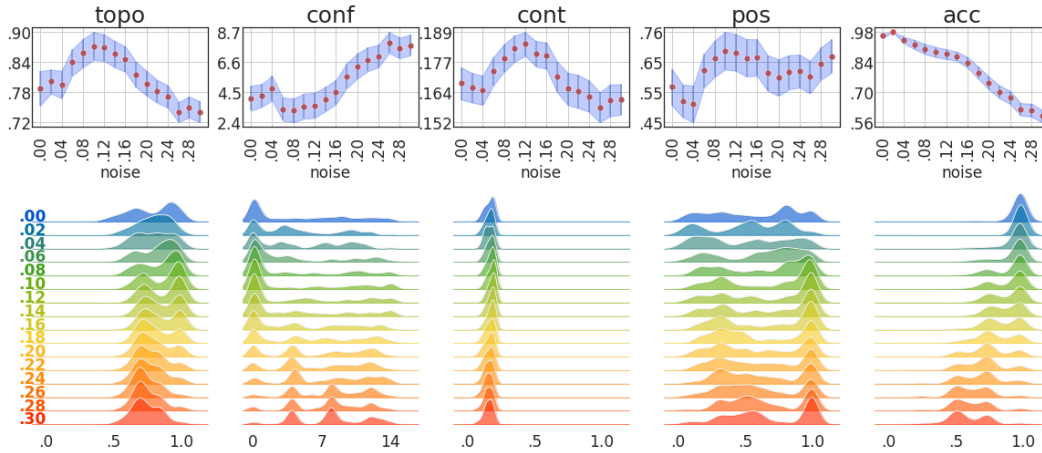 topo conf cont pos acc
.90 8.7 .189 .76 .98
.84 6.6 .177 .65 .84
.78 4.5 .164 .55 .70
.72 2.4 .152 .45 .56
.00 .04 .08 .12 .16 .20 .24 .28 .00 .04 .08 .12 .16 .20 .24 .28 .00 .04 .08 .12 .16 .20 .24 .28 .00 .04 .08 .12 .16 .20 .24 .28 .00 .04 .08 .12 .16 .20 .24 .28
noise noise noise noise noise
.00
.02
.04
.06
.08
.10
.12
.14
.16
.18
.20
.22
.24
.26
.28
.30
.0 .5 1.0 0 7 14 .0 .5 1.0 .0 .5 1.0 .0 .5 1.0